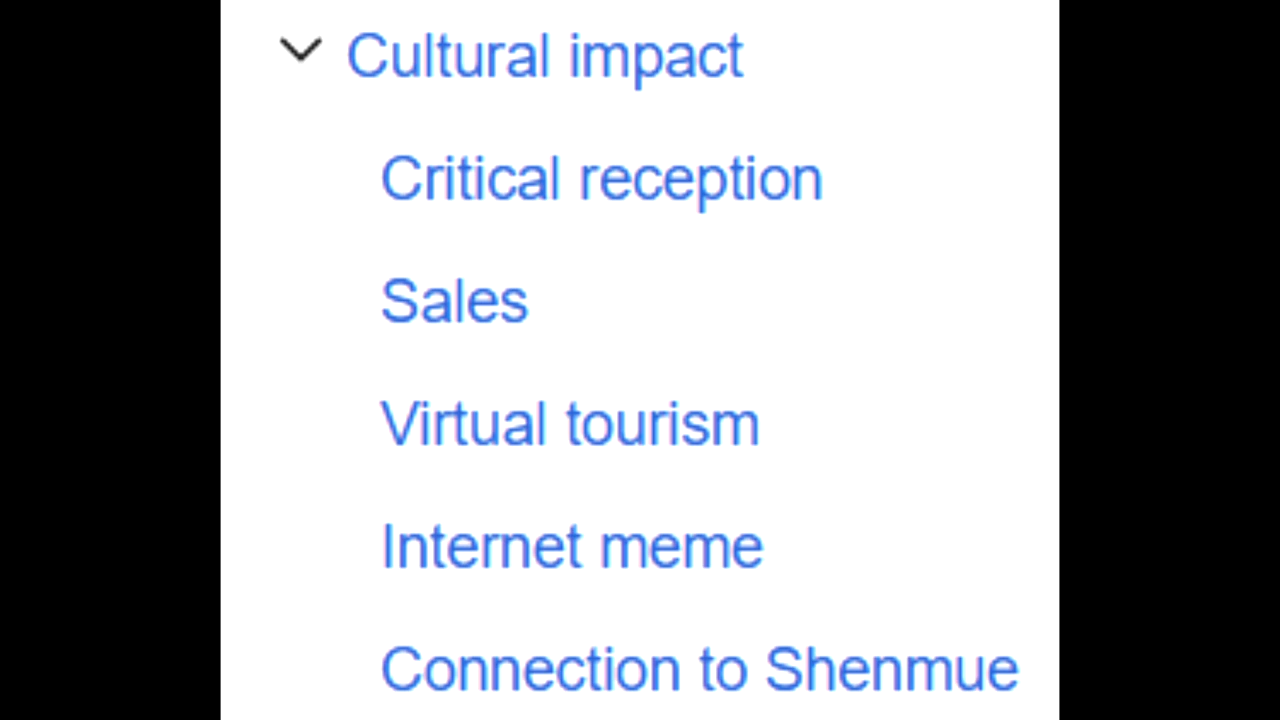 Cultural impact
Critical reception
Sales
Virtual tourism
Internet meme
Connection to Shenmue